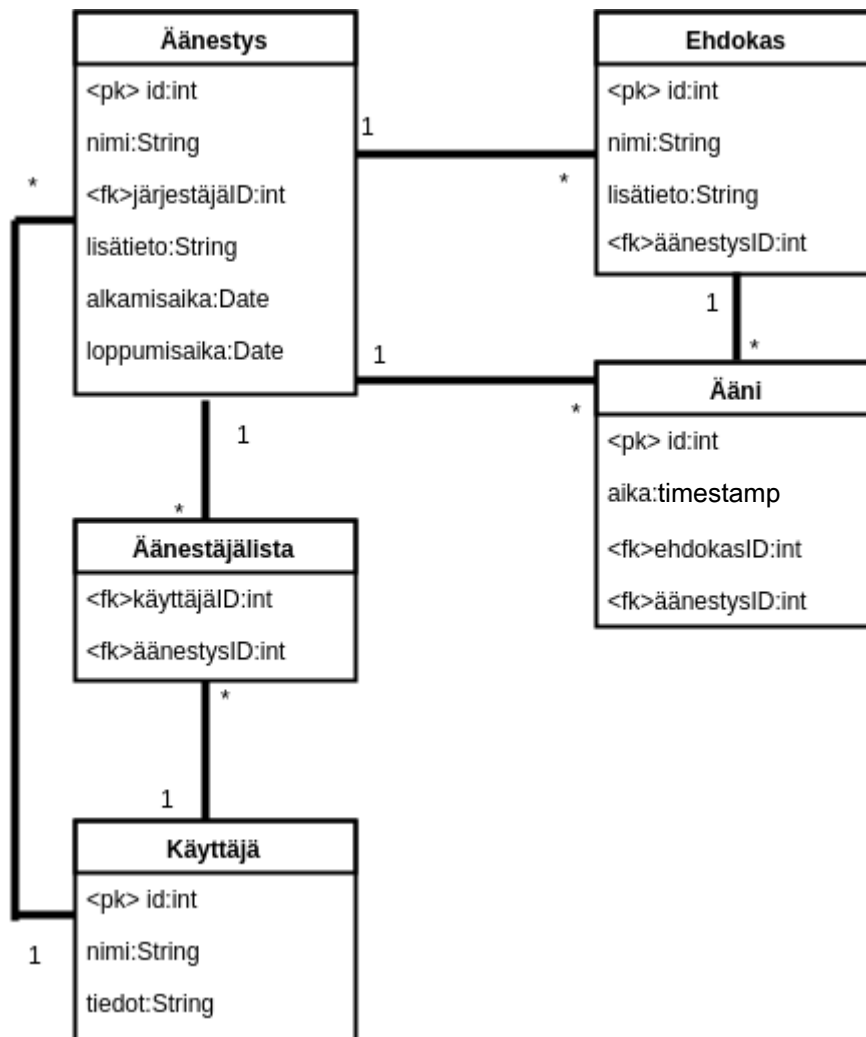 Äänestys
<pk> id:int
nimi:String
<fk>järjestäjäID:int
lisätieto:String
alkamisaika:Date
loppumisaika:Date
1
*
*
Ehdokas
<pk> id:int
nimi:String
lisätieto:String
<fk>äänestysID:int
1
*
1
*
Ääni
<pk> id:int
aika:timestamp
<fk>ehdokasID:int
<fk>äänestysID:int
1
*
Äänestäjälista
<fk>käyttäjäID:int
<fk>äänestysID:int
*
1
Käyttäjä
<pk> id:int
nimi:String
tiedot:String
1